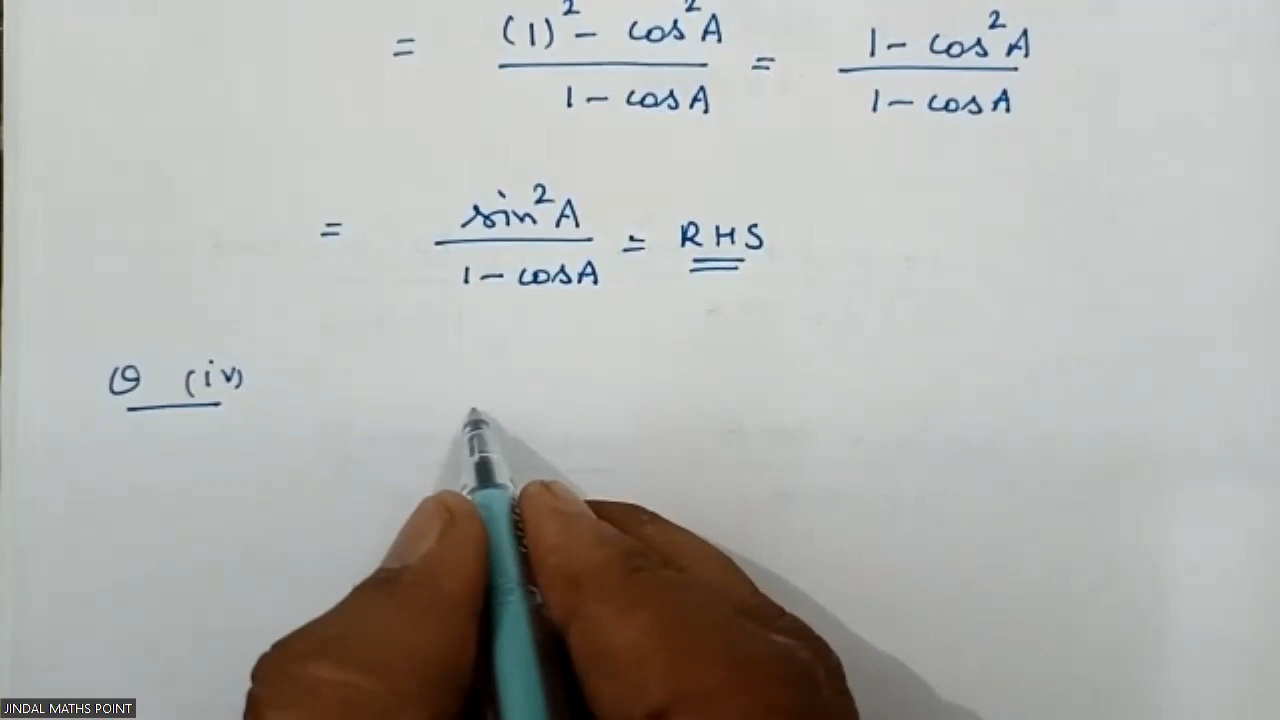 = (1)² - cos²A / 1 - cosA = 1 - cos²A / 1 - cosA
= sin²A / 1 - cosA = RHS
Q (iv)
JINDAL MATHS POINT